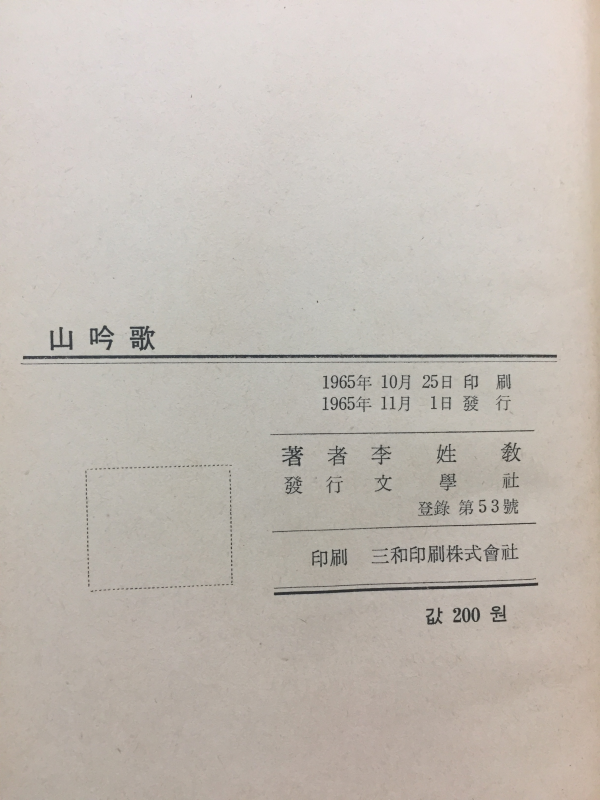 山吟歌
1965年 10月 25日 印刷
1965年 11月 1日 發行
著者 李姓教
發行 文學社
登錄 第53號
印刷 三和印刷株式會社
값 200 원